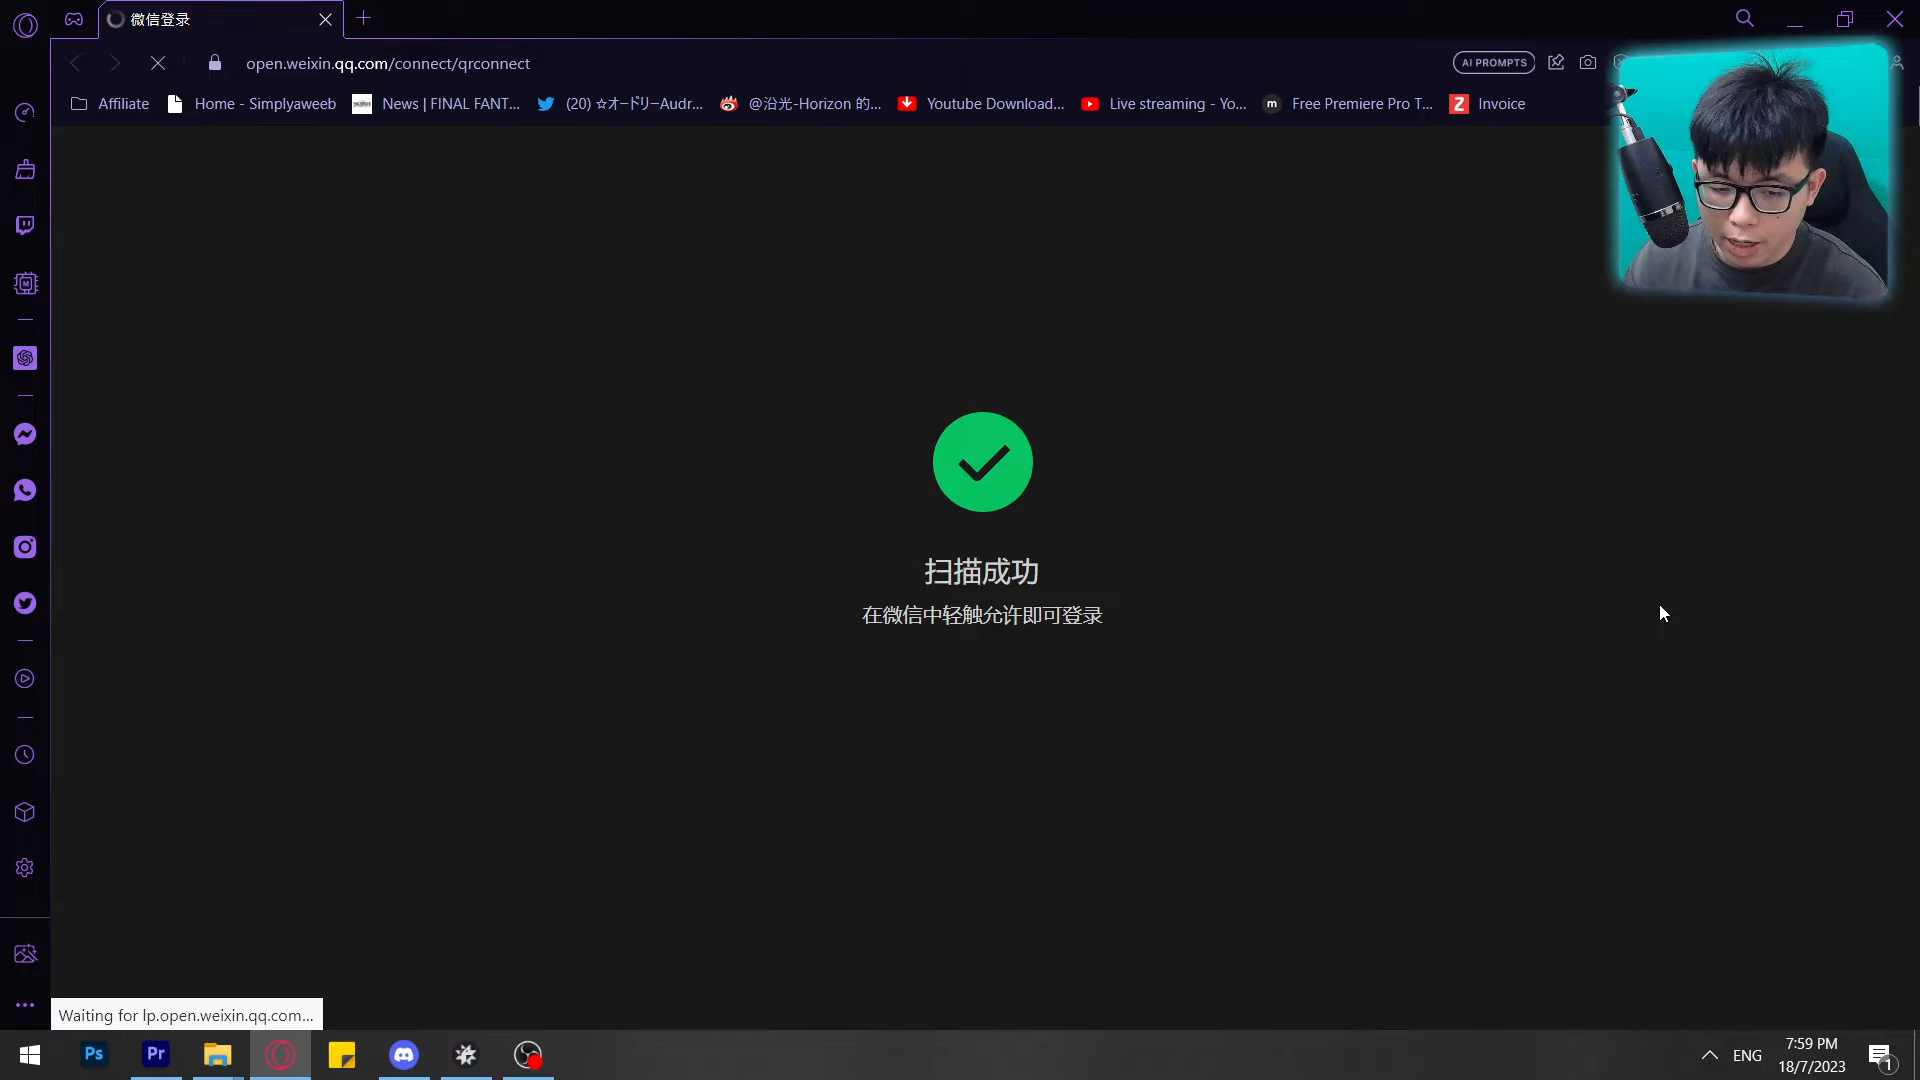 微信登录
open.weixin.qq.com/connect/qrconnect
AI PROMPTS
Affiliate
Home - Simplyaweeb
News | FINAL FANT...
(20) ☆オードリーAudr...
@沿光-Horizon 的...
Youtube Download...
Live streaming - Yo...
m
Free Premiere Pro T...
Z
Invoice
M
扫描成功
在微信中轻触允许即可登录
Waiting for lp.open.weixin.qq.com...
Ps
Pr
ENG
7:59 PM
18/7/2023
1